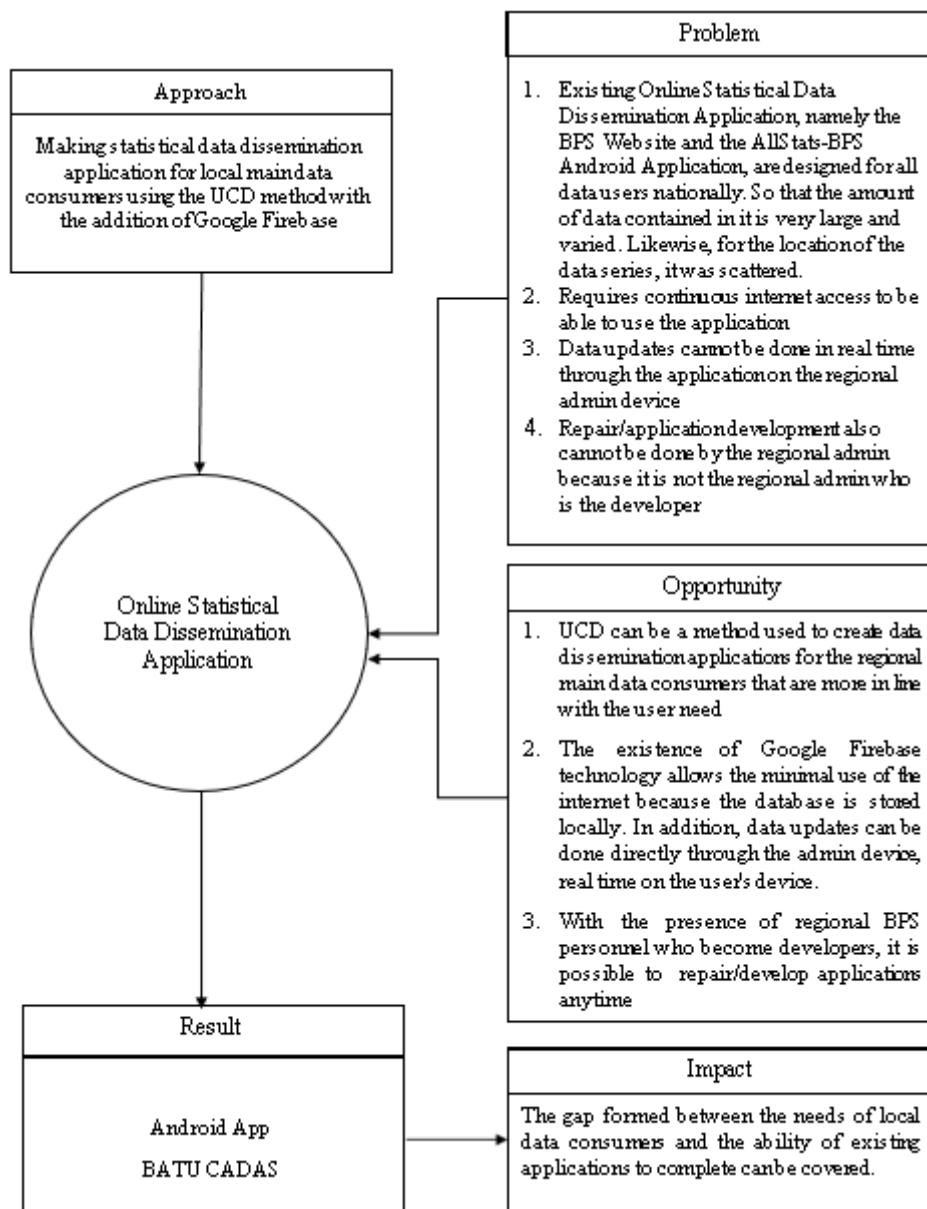 Approach
Making statistical data dissemination
application for local main data
consumers using the UCD method with
the addition of Google Firebase
Problem
1. Existing Online Statistical Data
Dissemination Application, namely the
BPS Website and the AllStats-BPS
Android Application, are designed for all
data users nationally. So that the amount
of data contained in it is very large and
varied. Likewise, for the location of the
data series, it was scattered.
2. Requires continuous internet access to be
able to use the application
3. Data updates cannot be done in real time
through the application on the regional
admin device
4. Repair/application development also
cannot be done by the regional admin
because it is not the regional admin who
is the developer
Online Statistical
Data Dissemination
Application
Opportunity
1. UCD can be a method used to create data
dissemination applications for the regional
main data consumers that are more in line
with the user need
2. The existence of Google Firebase
technology allows the minimal use of the
internet because the database is stored
locally. In addition, data updates can be
done directly through the admin device,
real time on the user's device.
3. With the presence of regional BPS
personnel who become developers, it is
possible to repair/develop applications
anytime
Result
Android App
BATU CADAS
Impact
The gap formed between the needs of local
data consumers and the ability of existing
applications to complete can be covered.